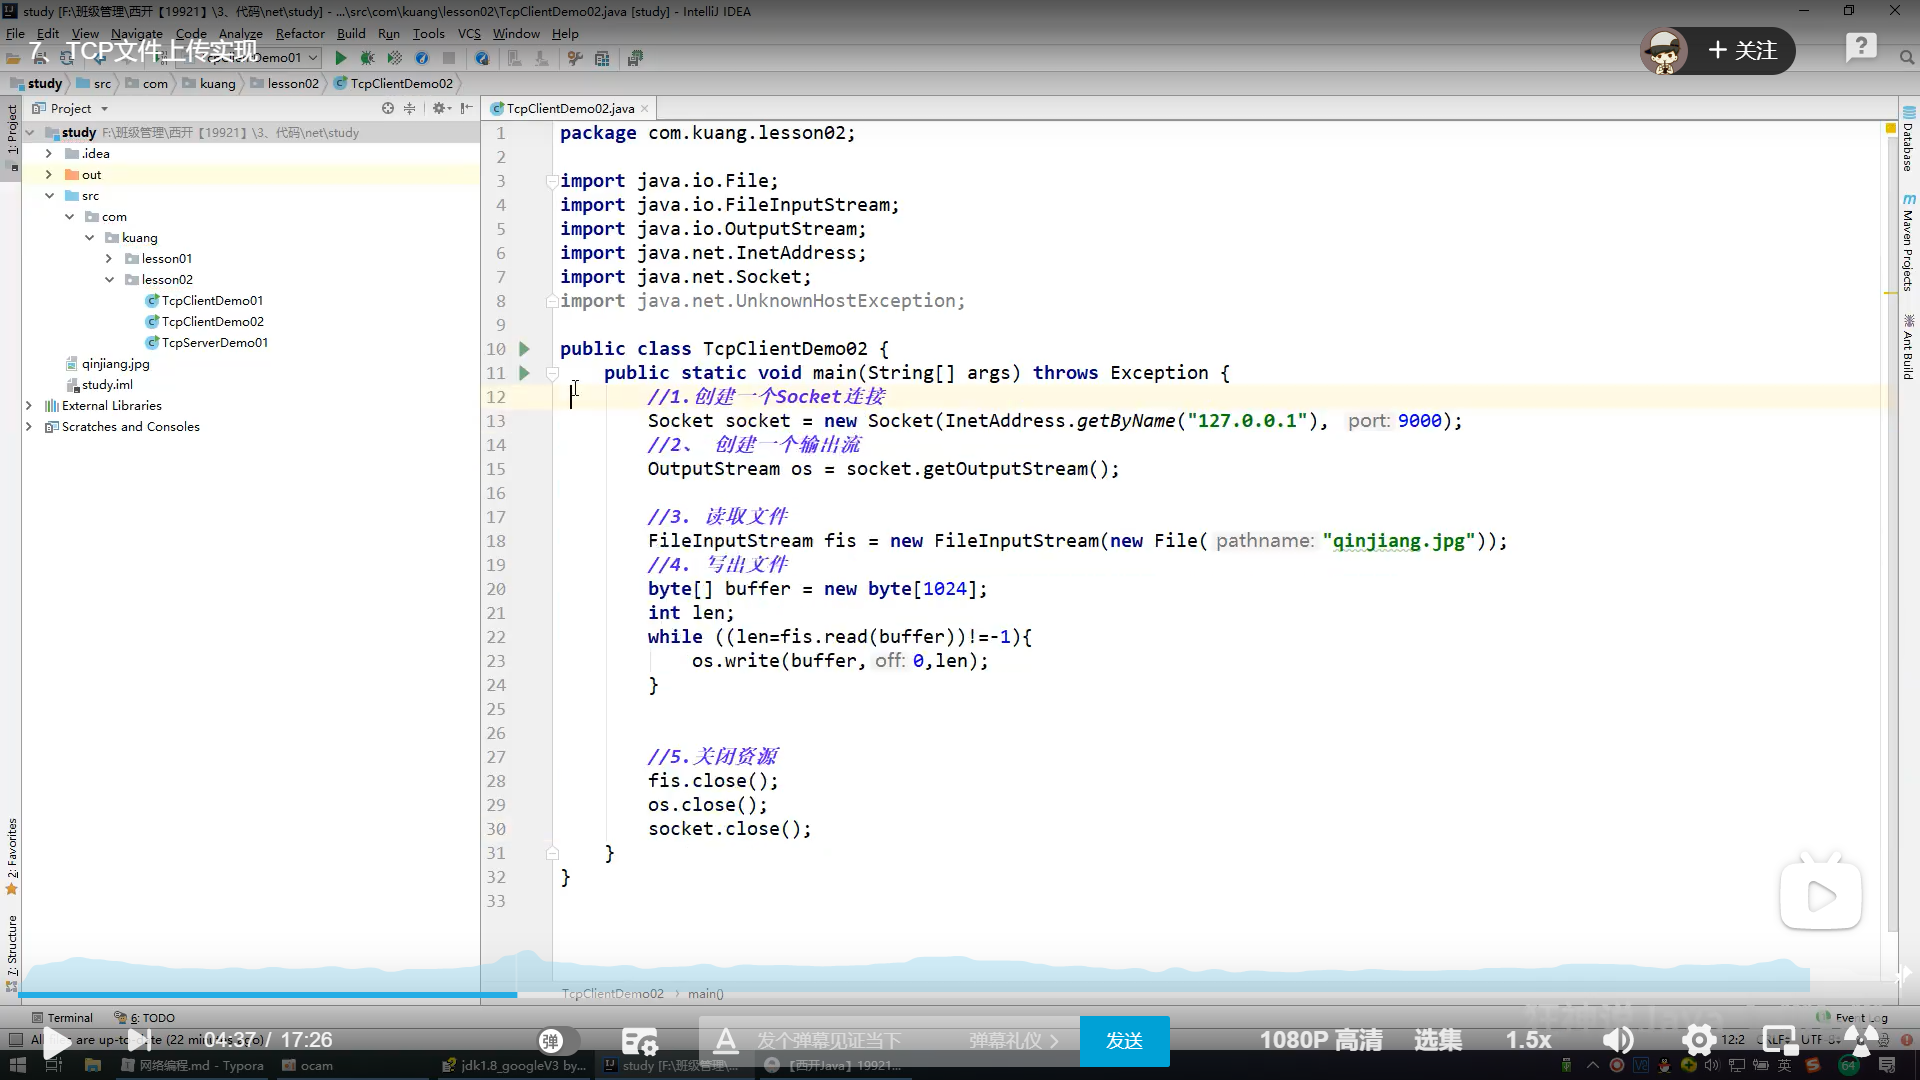 study [F:\班级管理\西开【19921】\3、代码\net\study] - ...\src\com\kuang\lesson02\TcpClientDemo02.java [study] - IntelliJ IDEA
File Edit View Navigate Code Analyze Refactor Build Run Tools VCS Window Help
7、TCP文件上传实现
+ 关注
study src com kuang lesson02 TcpClientDemo02
Project
TcpClientDemo02.java
1: Project
study F:\班级管理\西开【19921】\3、代码\net\study
.idea
out
src
com
kuang
lesson01
lesson02
TcpClientDemo01
TcpClientDemo02
TcpServerDemo01
qinjiang.jpg
study.iml
External Libraries
Scratches and Consoles
2: Favorites
7: Structure
1 package com.kuang.lesson02;
2
3 import java.io.File;
4 import java.io.FileInputStream;
5 import java.io.OutputStream;
6 import java.net.InetAddress;
7 import java.net.Socket;
8 import java.net.UnknownHostException;
9
10 public class TcpClientDemo02 {
11 public static void main(String[] args) throws Exception {
12 //1.创建一个Socket连接
13 Socket socket = new Socket(InetAddress.getByName("127.0.0.1"), port: 9000);
14 //2、 创建一个输出流
15 OutputStream os = socket.getOutputStream();
16
17 //3. 读取文件
18 FileInputStream fis = new FileInputStream(new File( pathname: "qinjiang.jpg"));
19 //4. 写出文件
20 byte[] buffer = new byte[1024];
21 int len;
22 while ((len=fis.read(buffer))!=-1){
23 os.write(buffer, off: 0,len);
24 }
25
26
27 //5.关闭资源
28 fis.close();
29 os.close();
30 socket.close();
31 }
32 }
33
Database
Maven Projects
Ant Build
TcpClientDemo02 › main()
Terminal 6: TODO
Event Log
04:37 / 17:26
弹
发个弹幕见证当下
弹幕礼仪 >
发送
1080P 高清
选集
1.5x
12:2
网络编程.md - Typora
ocam
jdk1.8_googleV3 by...
study [F:\班级管理\...
【西开Java】19921...
英
64